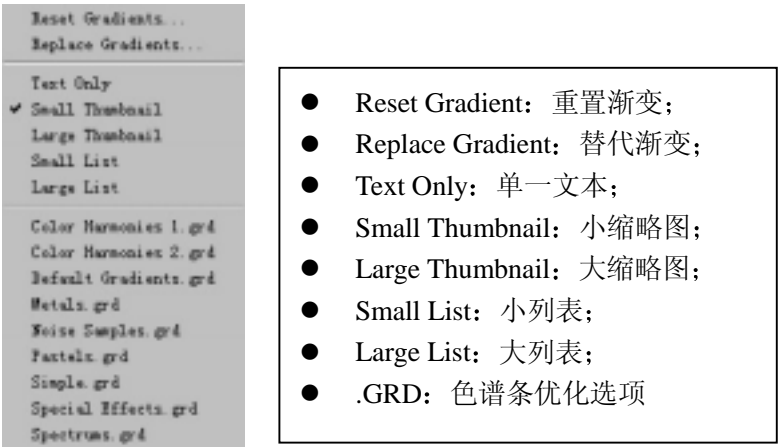 Reset Gradients...
Replace Gradients...
Text Only
✔ Small Thumbnail
Large Thumbnail
Small List
Large List
Color Harmonies 1.grd
Color Harmonies 2.grd
Default Gradients.grd
Metals.grd
Noise Samples.grd
Pastels.grd
Simple.grd
Special Effects.grd
Spectrums.grd
● Reset Gradient：重置渐变；
● Replace Gradient：替代渐变；
● Text Only：单一文本；
● Small Thumbnail：小缩略图；
● Large Thumbnail：大缩略图；
● Small List：小列表；
● Large List：大列表；
● .GRD：色谱条优化选项